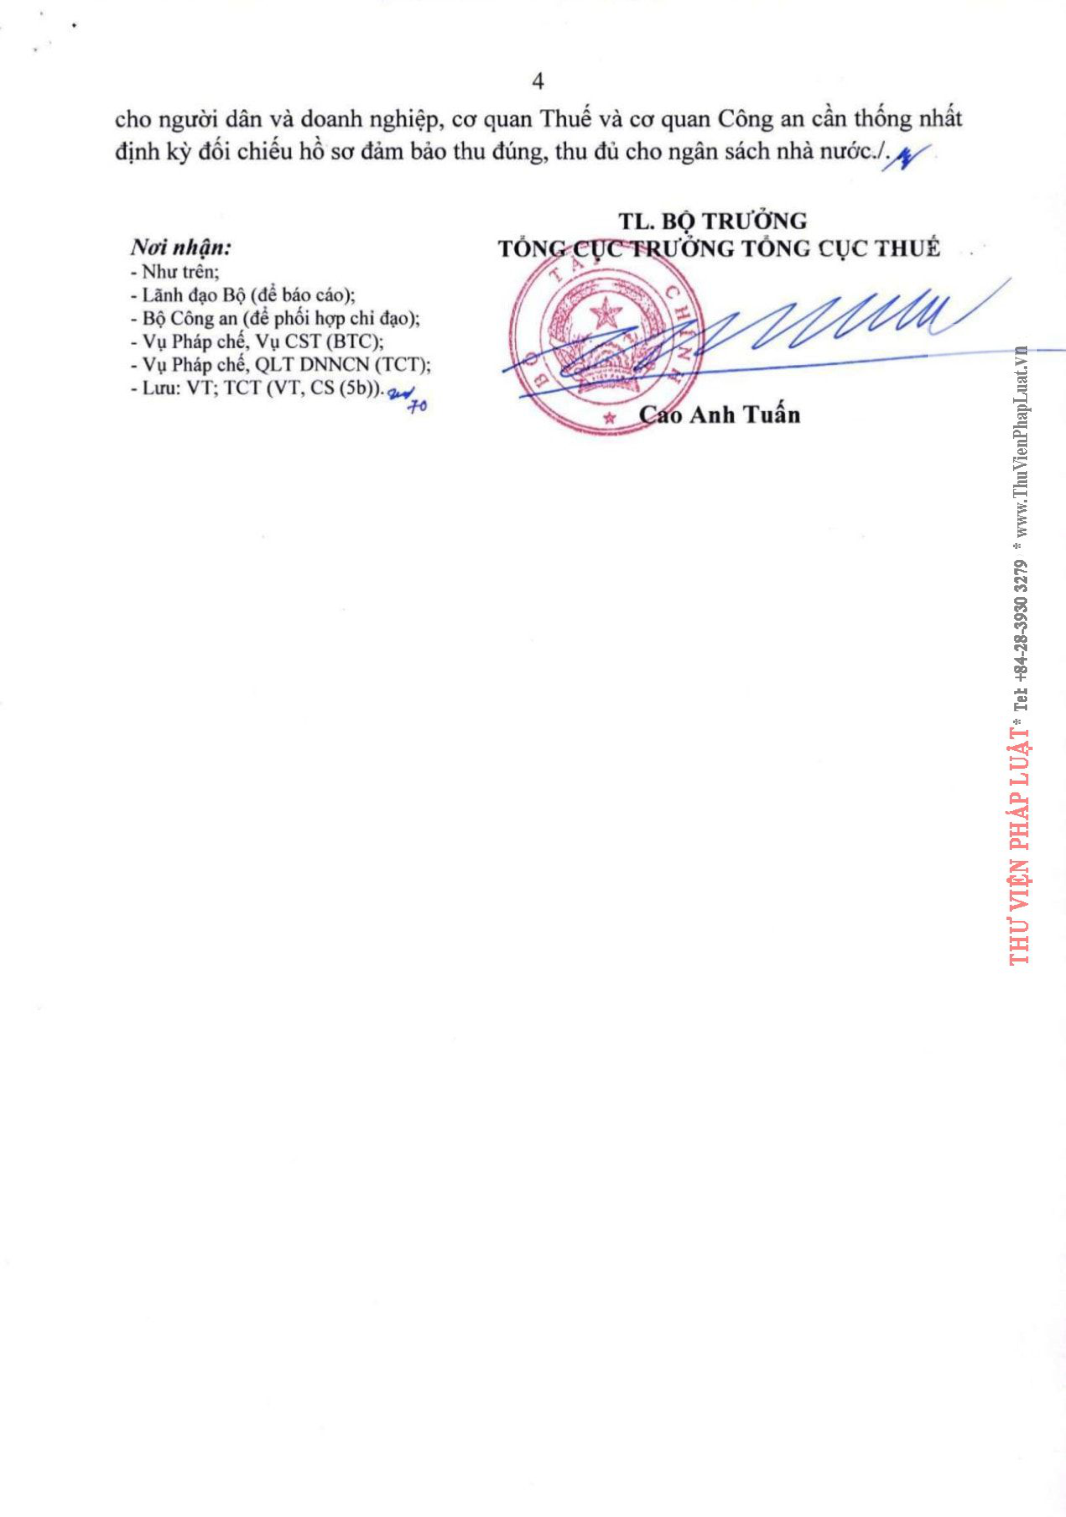 4
cho người dân và doanh nghiệp, cơ quan Thuế và cơ quan Công an cần thống nhất
định kỳ đối chiếu hồ sơ đảm bảo thu đúng, thu đủ cho ngân sách nhà nước./.
Nơi nhận:
- Như trên;
- Lãnh đạo Bộ (để báo cáo);
- Bộ Công an (để phối hợp chỉ đạo);
- Vụ Pháp chế, Vụ CST (BTC);
- Vụ Pháp chế, QLT DNNCN (TCT);
- Lưu: VT; TCT (VT, CS (5b)).
70
TL. BỘ TRƯỞNG
TỔNG CỤC TRƯỞNG TỔNG CỤC THUẾ
BỘ TÀI CHÍNH
Cao Anh Tuấn
THƯ VIỆN PHÁP LUẬT * Tel: +84-28-3930 3279 * www.ThuVienPhapLuat.vn